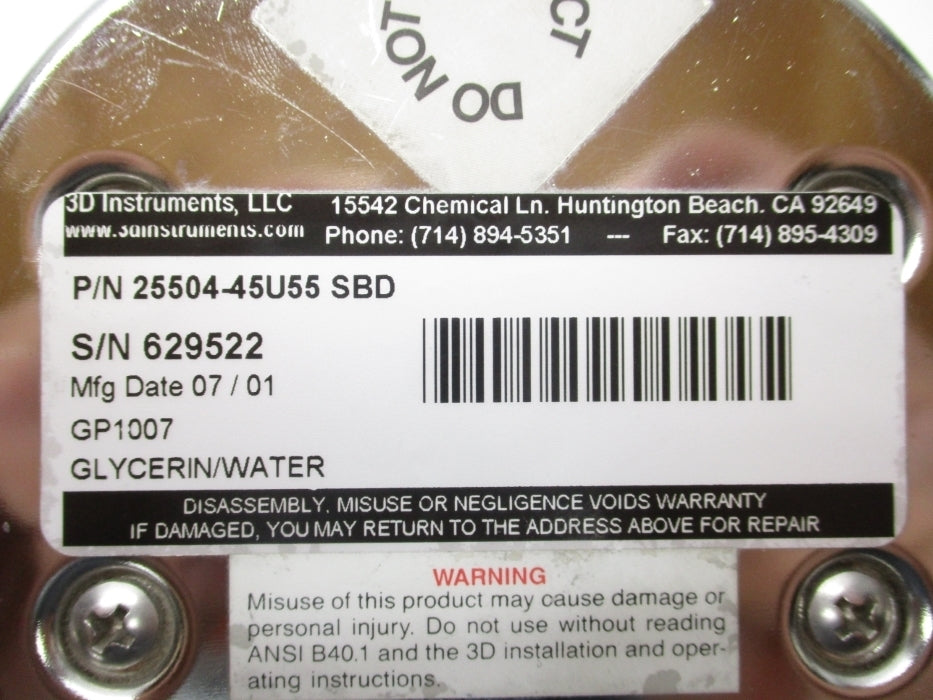 CT
DO NOT
3D Instruments, LLC 15542 Chemical Ln. Huntington Beach. CA 92649
www.3dinstruments.com Phone: (714) 894-5351 --- Fax: (714) 895-4309
P/N 25504-45U55 SBD
S/N 629522
Mfg Date 07 / 01
GP1007
GLYCERIN/WATER
DISASSEMBLY. MISUSE OR NEGLIGENCE VOIDS WARRANTY
IF DAMAGED, YOU MAY RETURN TO THE ADDRESS ABOVE FOR REPAIR
WARNING
Misuse of this product may cause damage or
personal injury. Do not use without reading
ANSI B40.1 and the 3D installation and oper-
ating instructions.